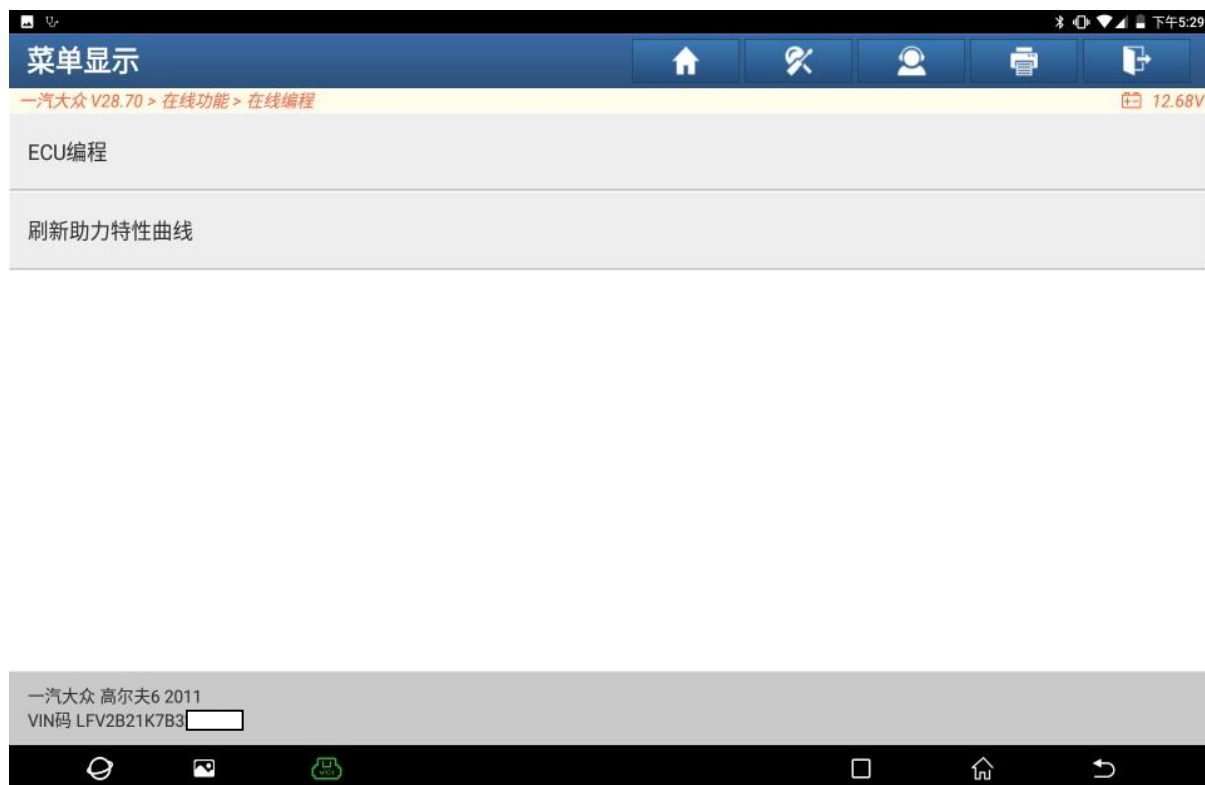 下午5:29
菜单显示
一汽大众 V28.70 > 在线功能 > 在线编程
12.68V
ECU编程
刷新助力特性曲线
一汽大众 高尔夫6 2011
VIN码 LFV2B21K7B3
VCI